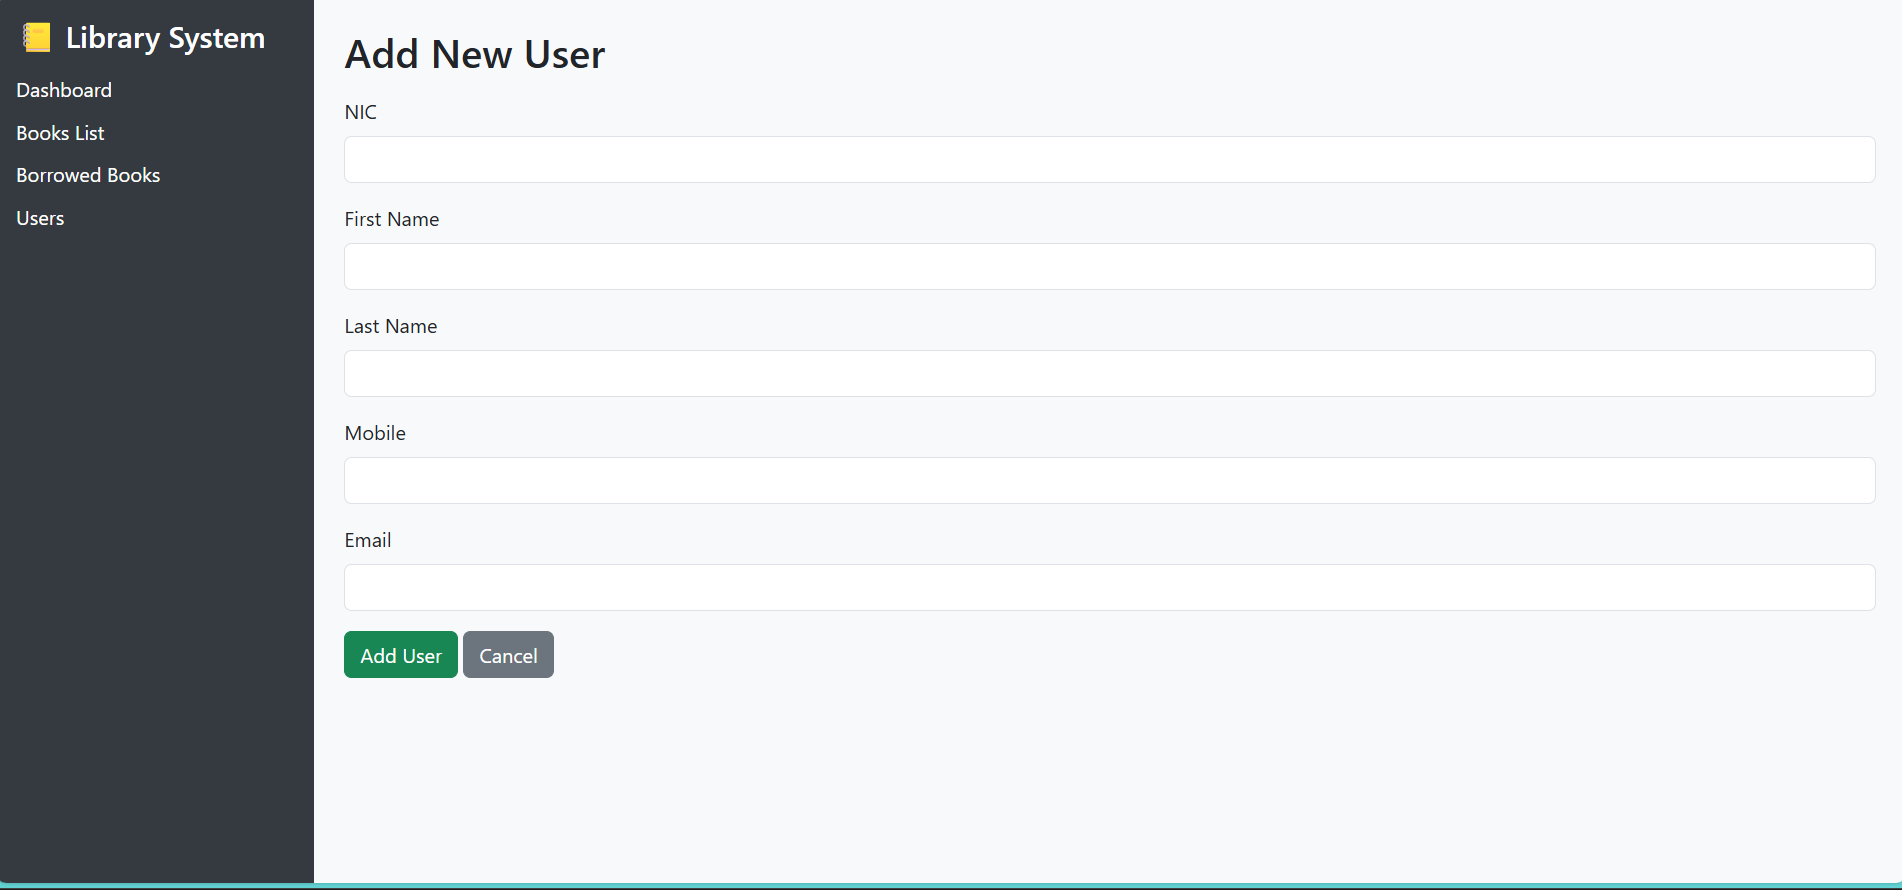 Library System
Dashboard
Books List
Borrowed Books
Users
Add New User
NIC
First Name
Last Name
Mobile
Email
Add User Cancel